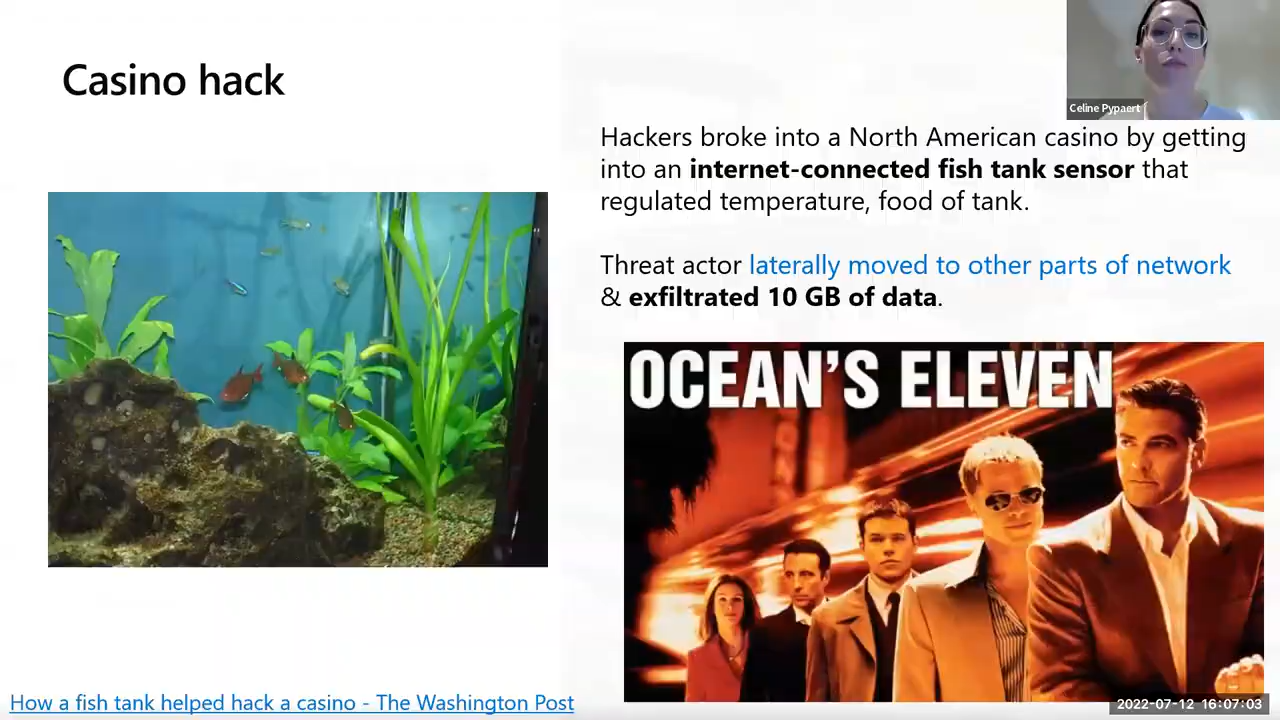 Casino hack
Celine Pypaert
Hackers broke into a North American casino by getting
into an internet-connected fish tank sensor that
regulated temperature, food of tank.
Threat actor laterally moved to other parts of network
& exfiltrated 10 GB of data.
OCEAN'S ELEVEN
How a fish tank helped hack a casino - The Washington Post
2022-07-12 16:07:03